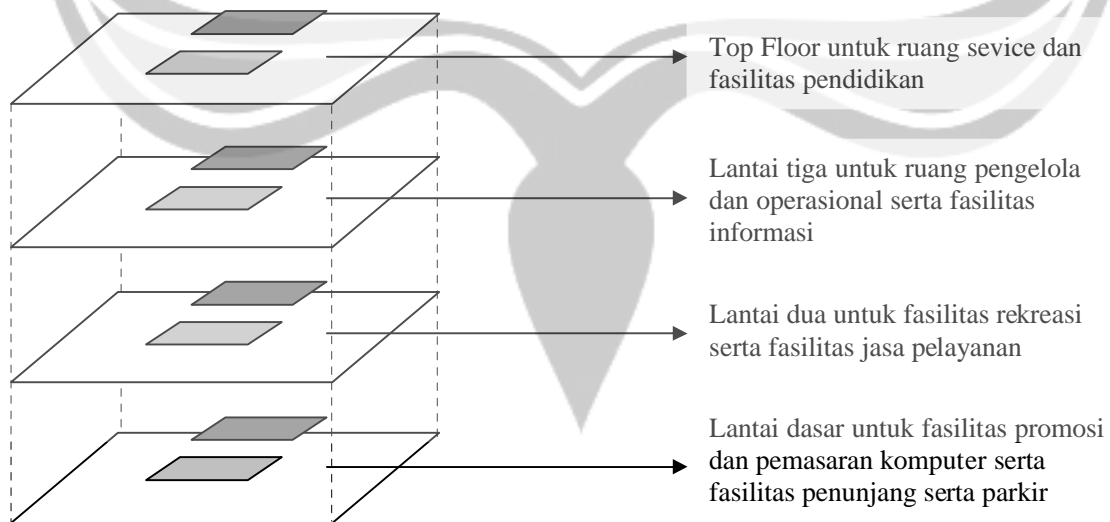 Top Floor untuk ruang sevice dan
fasilitas pendidikan
Lantai tiga untuk ruang pengelola
dan operasional serta fasilitas
informasi
Lantai dua untuk fasilitas rekreasi
serta fasilitas jasa pelayanan
Lantai dasar untuk fasilitas promosi
dan pemasaran komputer serta
fasilitas penunjang serta parkir